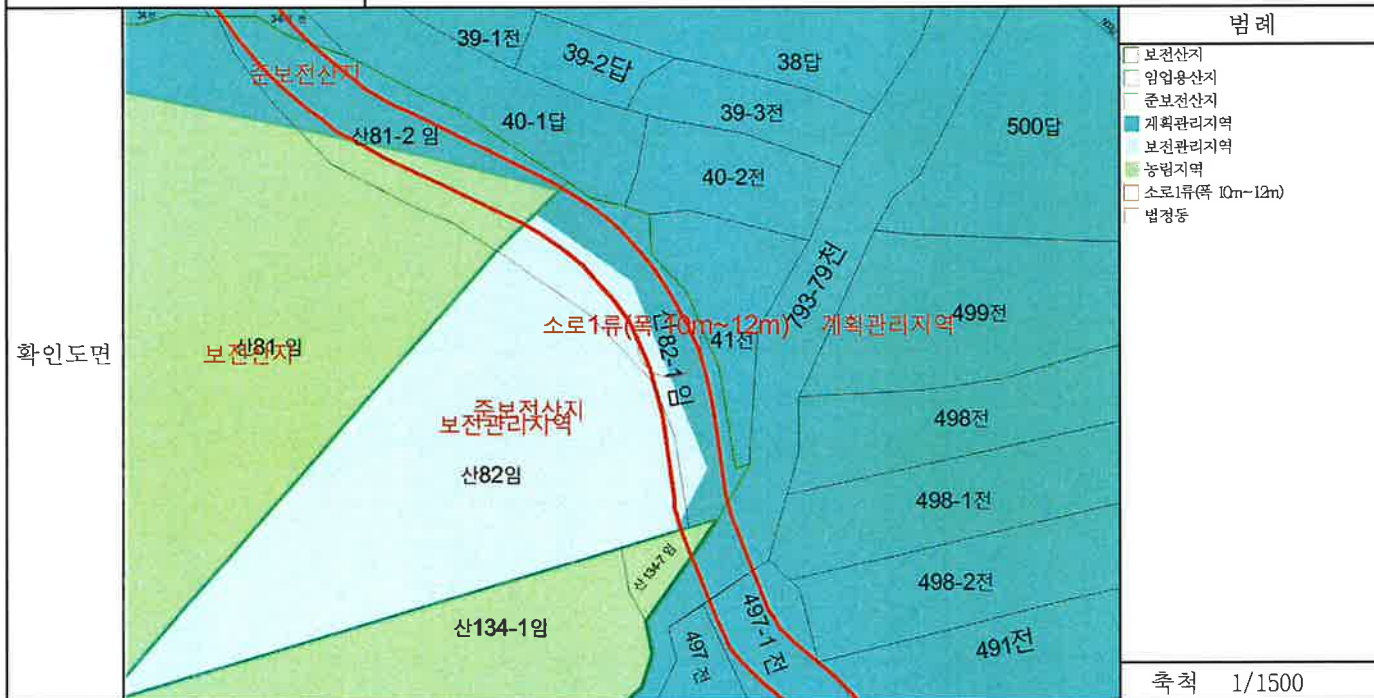 확인도면
39-1전
39-2답
38답
준보전산지
산81-2 임
40-1답
39-3전
500답
40-2전
793-79천
499전
소로1류(폭 10m~12m)
계획관리지역
41전
82-1 임
산81 임
보전산지
498전
준보전산지
보전관리지역
산82임
498-1전
산134-7 임
498-2전
산134-1임
497-1 전
497 전
491전
범례
보전산지
임업용산지
준보전산지
계획관리지역
보전관리지역
농림지역
소로1류(폭 10m~12m)
법정동
축척 1/1500